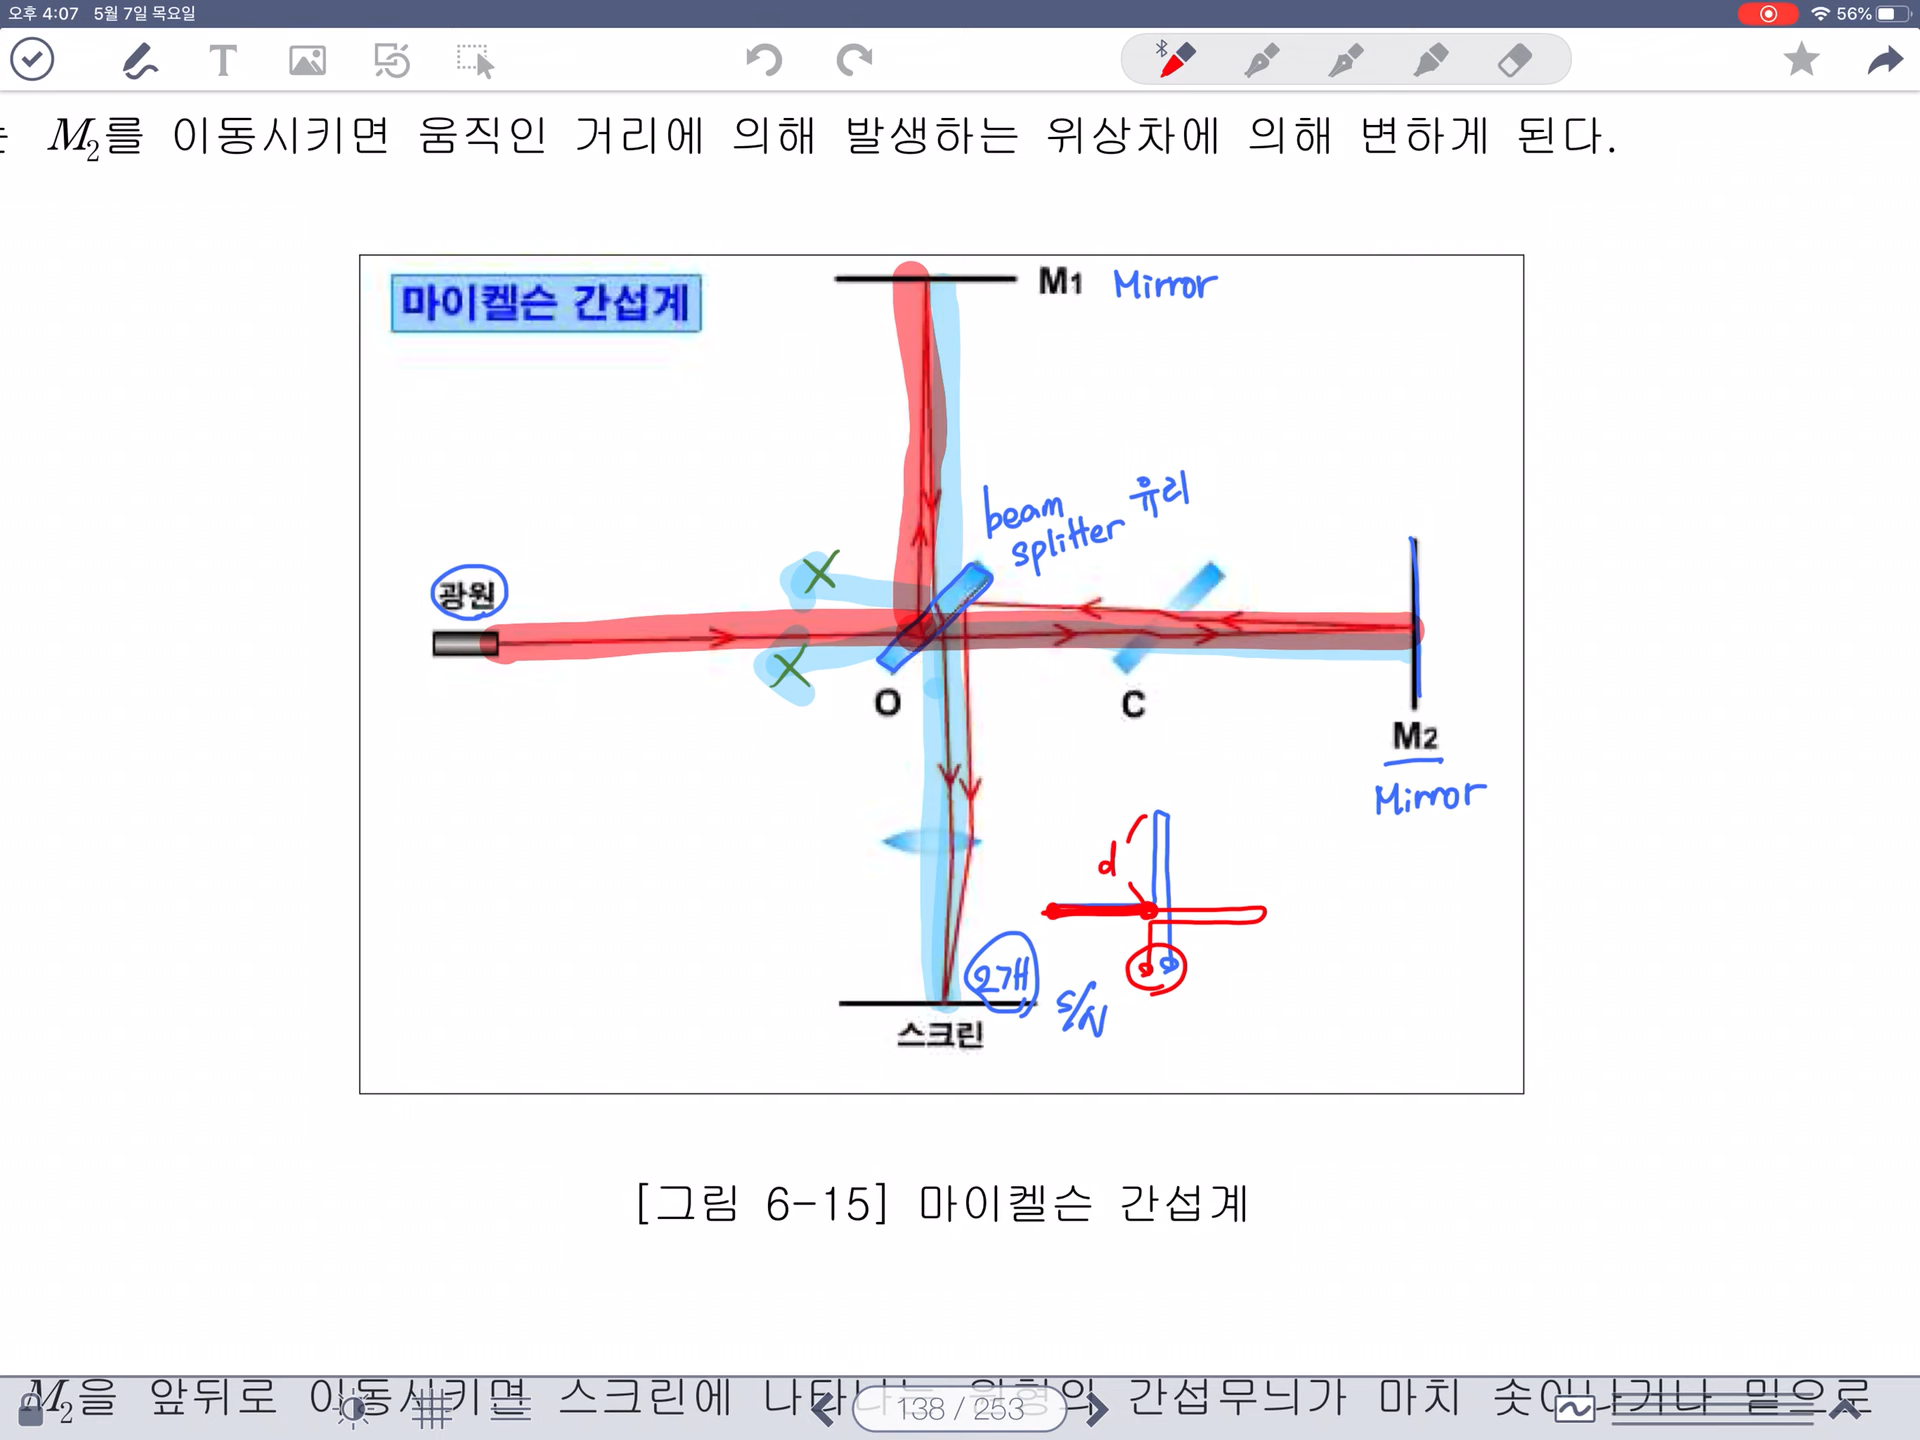 오후 4:07 5월 7일 목요일
56%
T
M2를 이동시키면 움직인 거리에 의해 발생하는 위상차에 의해 변하게 된다.
마이켈슨 간섭계
M1 Mirror
beam
splitter 유리
광원
X
X
O
C
M2
Mirror
d
2개, S/N
스크린
[그림 6-15] 마이켈슨 간섭계
M2을 앞뒤로 이동시키면 스크린에 간섭무늬가 마치 솟아나거나 밑으로
138 / 253